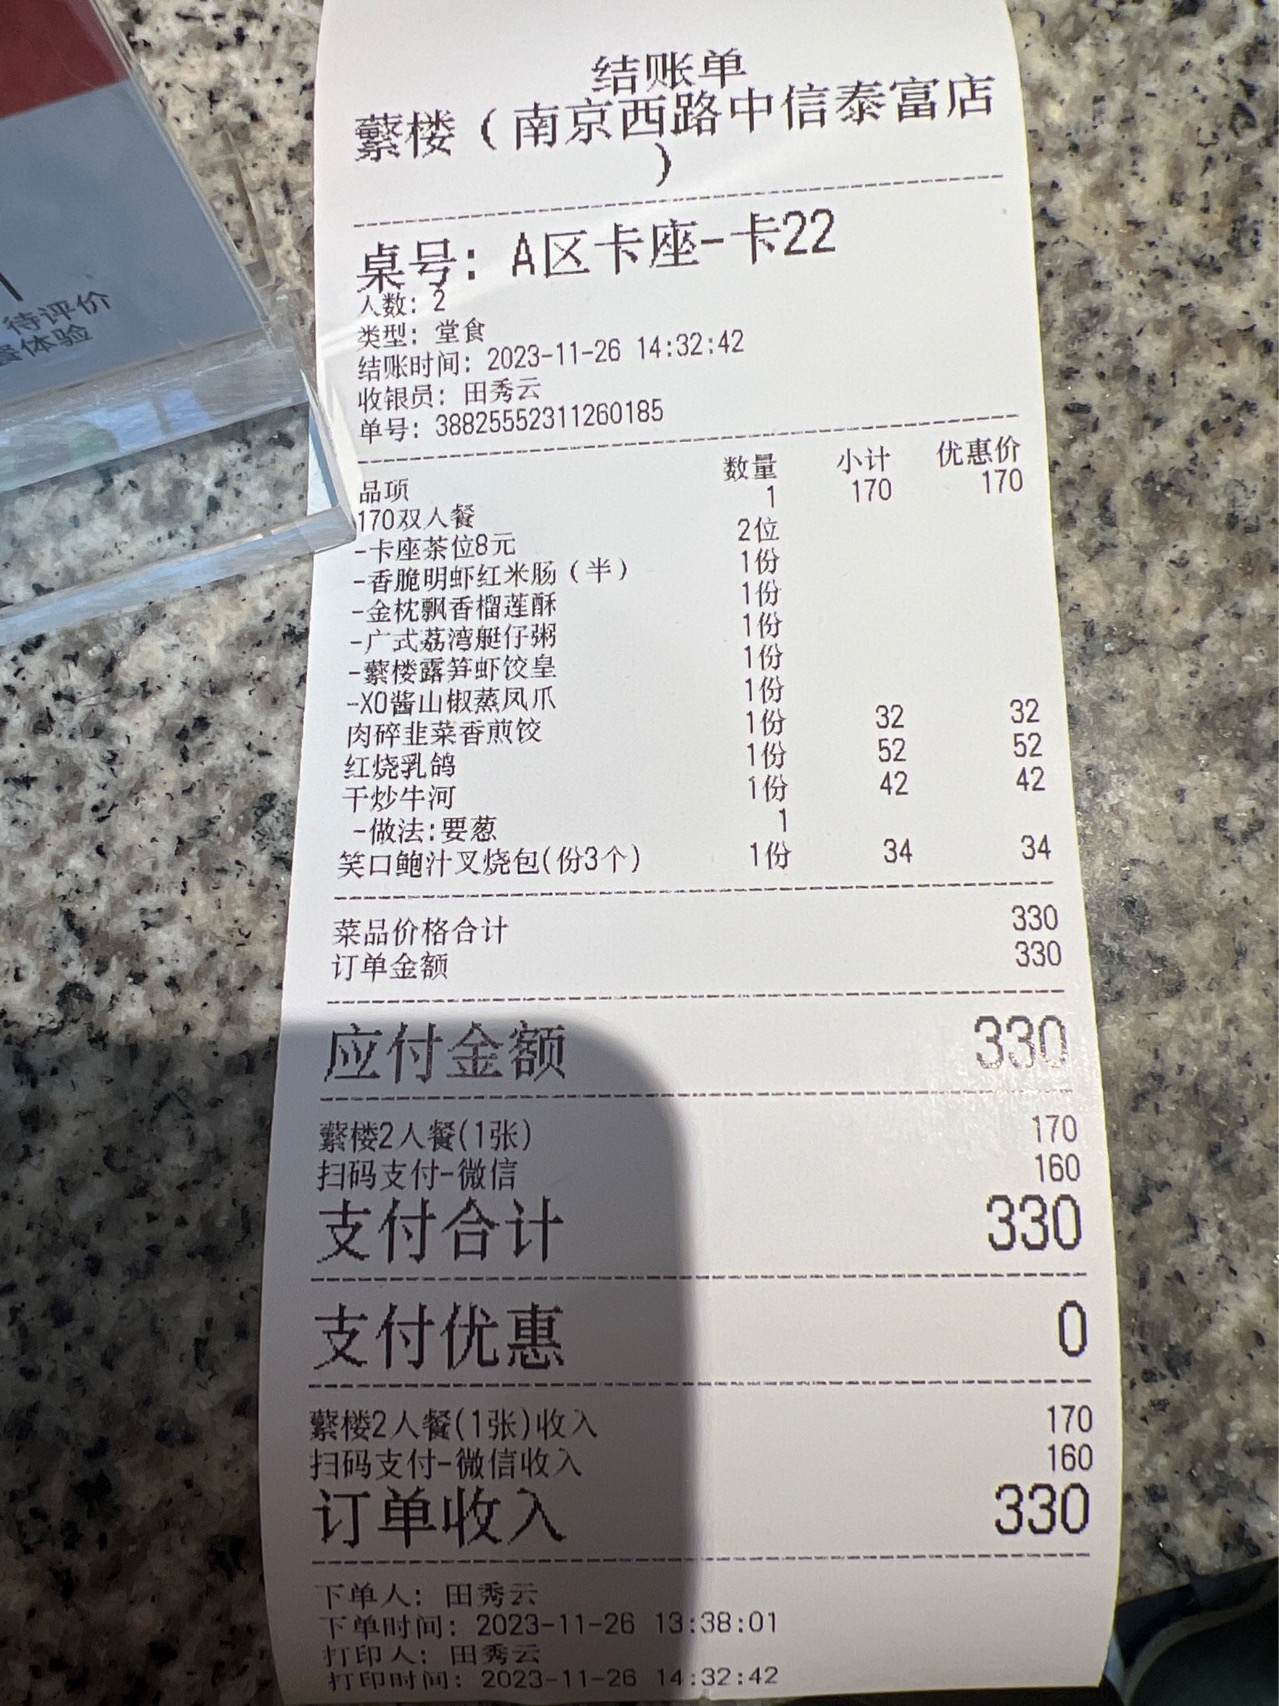 结账单
蘩楼（南京西路中信泰富店
）
桌号：A区卡座-卡22
人数：2
类型：堂食
结账时间：2023-11-26 14:32:42
收银员：田秀云
单号：38825552311260185
品项 数量 小计 优惠价
170双人餐 1 170 170
-卡座茶位8元 2位
-香脆明虾红米肠（半） 1份
-金枕飘香榴莲酥 1份
-广式荔湾艇仔粥 1份
-蘩楼露笋虾饺皇 1份
-XO酱山椒蒸凤爪 1份
肉碎韭菜香煎饺 1份 32 32
红烧乳鸽 1份 52 52
干炒牛河 1份 42 42
-做法:要葱 1
笑口鲍汁叉烧包(份3个) 1份 34 34
菜品价格合计 330
订单金额 330
应付金额 330
蘩楼2人餐(1张) 170
扫码支付-微信 160
支付合计 330
支付优惠 0
蘩楼2人餐(1张)收入 170
扫码支付-微信收入 160
订单收入 330
下单人：田秀云
下单时间：2023-11-26 13:38:01
打印人：田秀云
打印时间：2023-11-26 14:32:42
待评价
体验